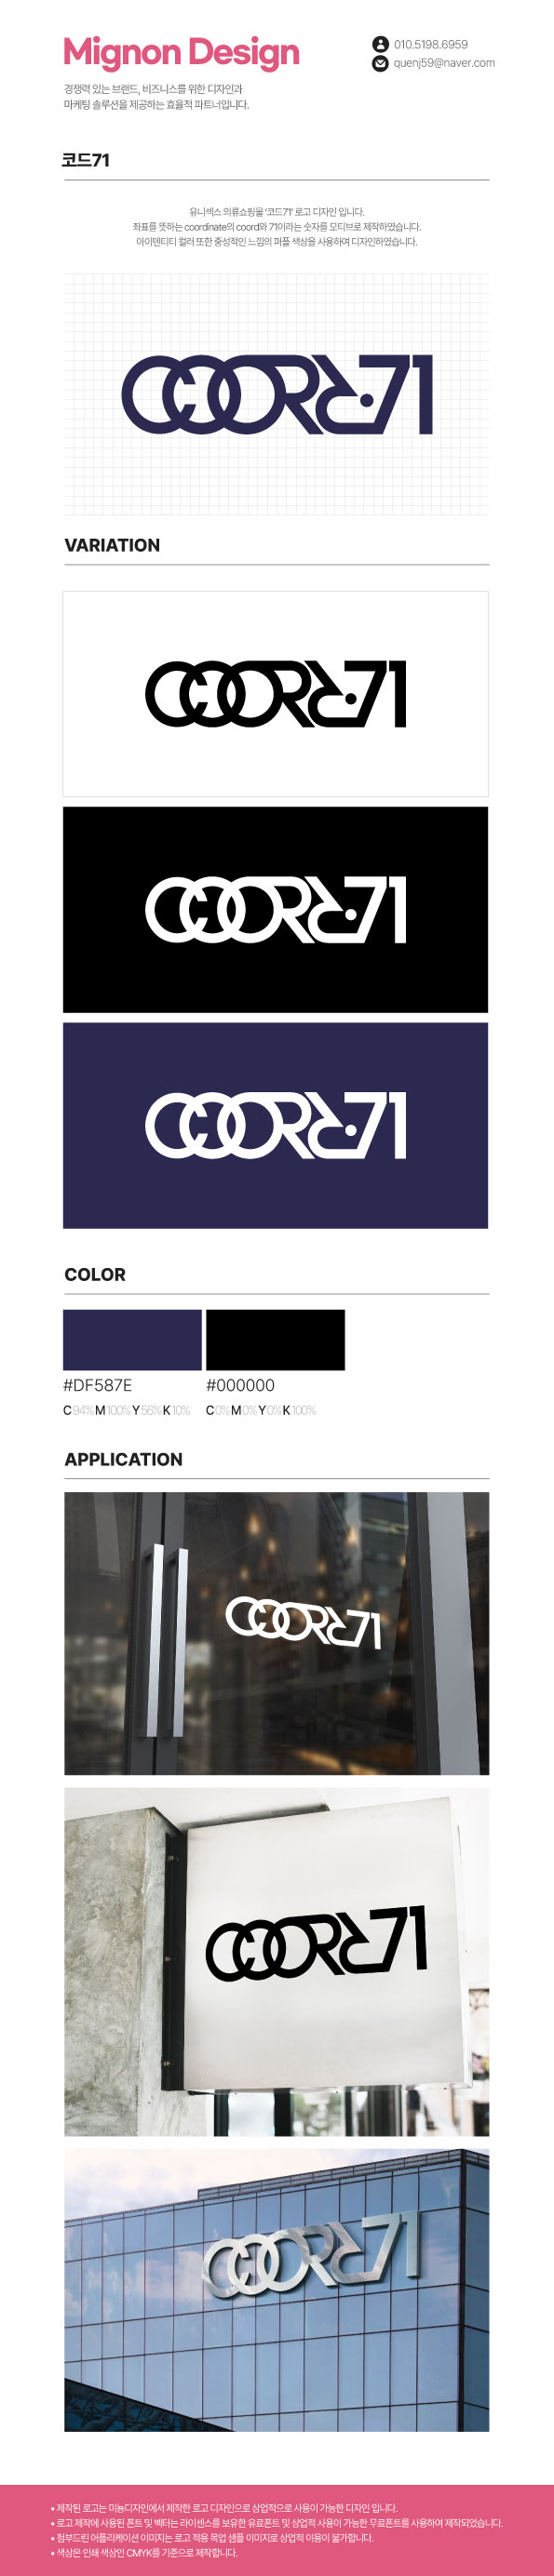 Mignon Design
010.5198.6959
quenj59@naver.com
경쟁력 있는 브랜드, 비즈니스를 위한 디자인과
마케팅 솔루션을 제공하는 효율적 파트너입니다.
코드71
유니섹스 의류쇼핑몰 '코드71' 로고 디자인 입니다.
좌표를 뜻하는 coordinate의 coord와 71이라는 숫자를 모티브로 제작하였습니다.
아이덴티티 컬러 또한 중성적인 느낌의 퍼플 색상을 사용하여 디자인하였습니다.
COORd71
VARIATION
COORd71
COORd71
COORd71
COLOR
#DF587E #000000
C94% M100% Y56% K10% C0% M0% Y0% K100%
APPLICATION
COORd71
COORd71
COORd71
• 제작된 로고는 미뇽디자인에서 제작한 로고 디자인으로 상업적으로 사용이 가능한 디자인 입니다.
• 로고 제작에 사용된 폰트 및 벡터는 라이센스를 보유한 유료폰트 및 상업적 사용이 가능한 무료폰트를 사용하여 제작되었습니다.
• 첨부드린 어플리케이션 이미지는 로고 적용 목업 샘플 이미지로 상업적 이용이 불가합니다.
• 색상은 인쇄 색상인 CMYK를 기준으로 제작합니다.